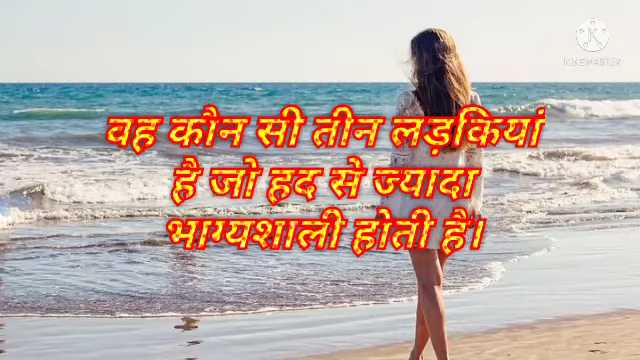 KINEMASTER
वह कौन सी तीन लड़कियां
है जो हद से ज्यादा
भाग्यशाली होती है।